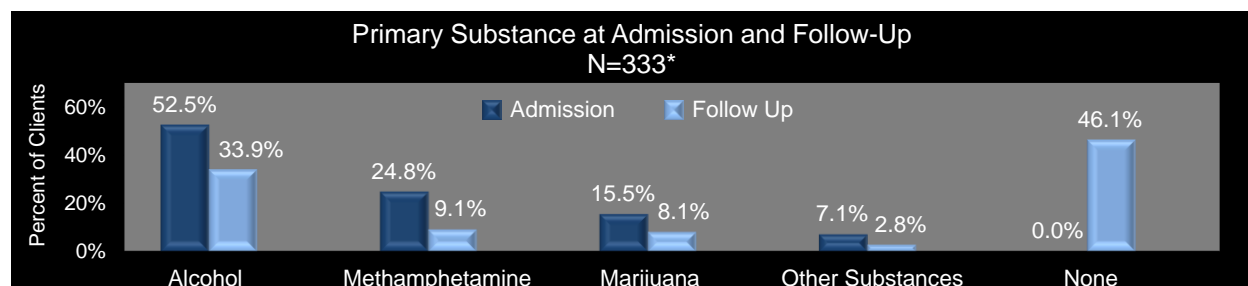 Primary Substance at Admission and Follow-Up
N=333*
Percent of Clients
60%
40%
20%
0%
Admission
Follow Up
52.5%
33.9%
24.8%
9.1%
15.5%
8.1%
7.1%
2.8%
0.0%
46.1%
Alcohol
Methamphetamine
Marijuana
Other Substances
None